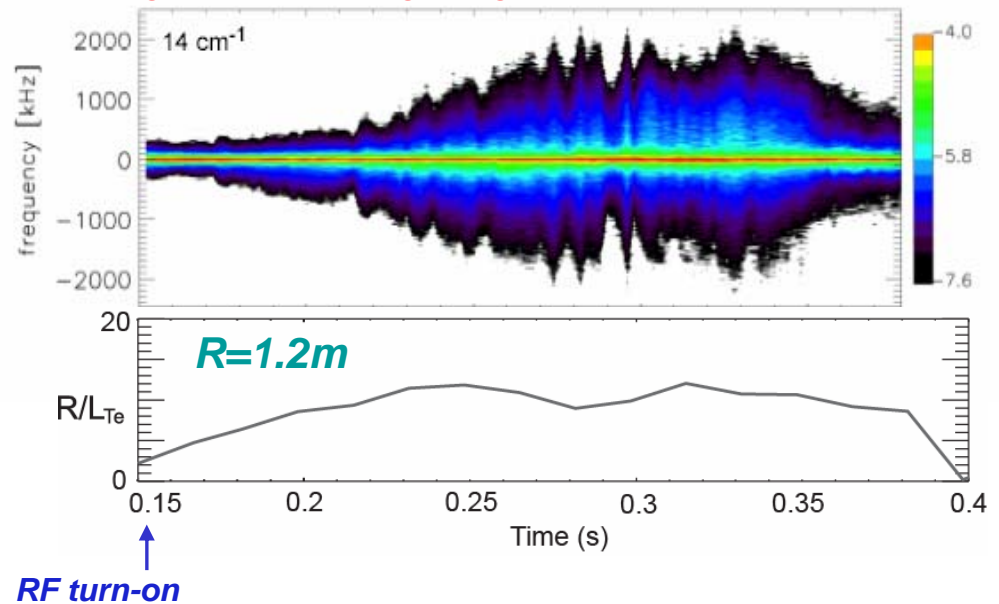 2000
1000
0
−1000
−2000
frequency [kHz]
14 cm-1
−4.0
−5.8
−7.6
20
R/LTe
0
R=1.2m
0.15 0.2 0.25 0.3 0.35 0.4
Time (s)
RF turn-on